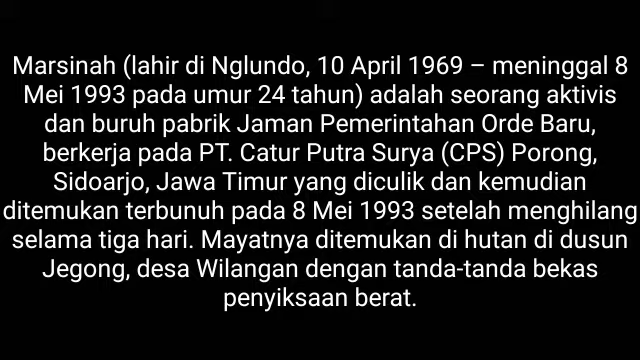 Marsinah (lahir di Nglundo, 10 April 1969 – meninggal 8
Mei 1993 pada umur 24 tahun) adalah seorang aktivis
dan buruh pabrik Jaman Pemerintahan Orde Baru,
berkerja pada PT. Catur Putra Surya (CPS) Porong,
Sidoarjo, Jawa Timur yang diculik dan kemudian
ditemukan terbunuh pada 8 Mei 1993 setelah menghilang
selama tiga hari. Mayatnya ditemukan di hutan di dusun
Jegong, desa Wilangan dengan tanda-tanda bekas
penyiksaan berat.